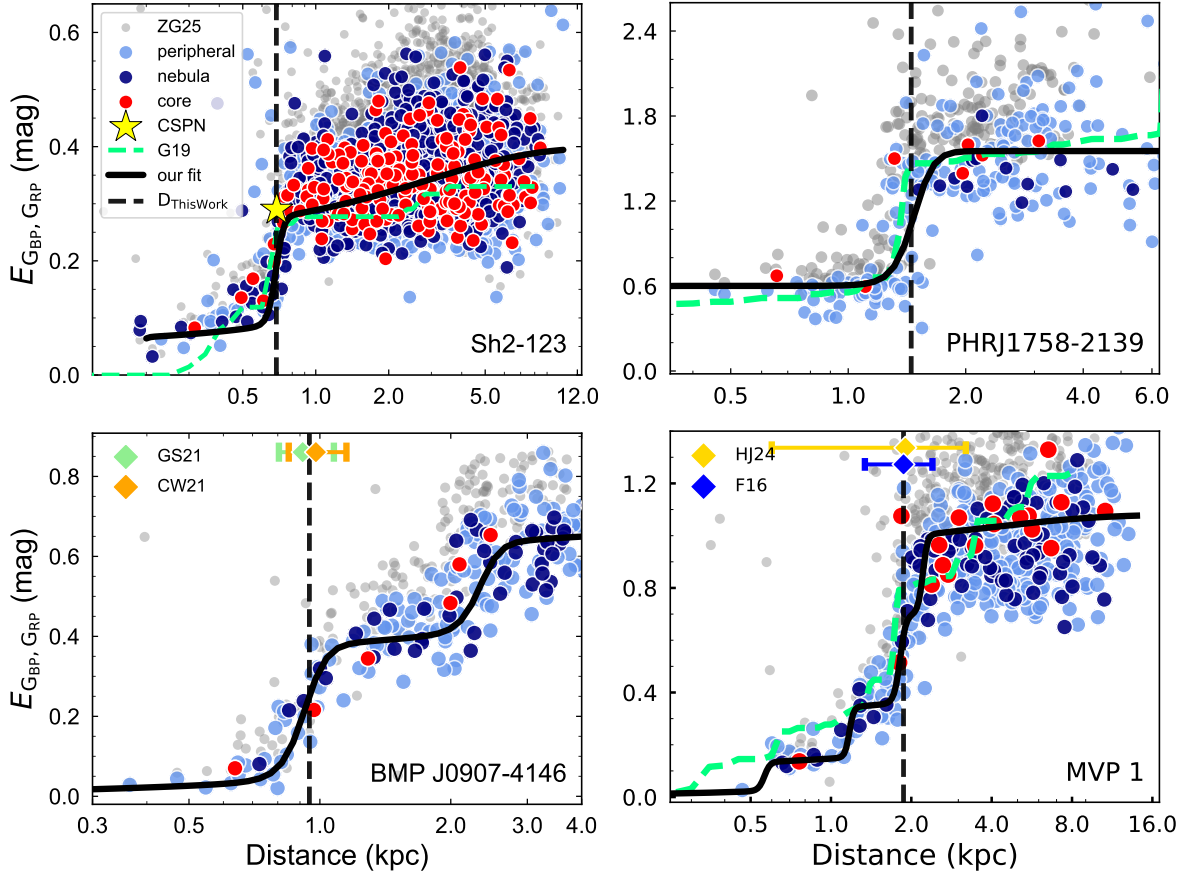 ZG25
peripheral
nebula
core
CSPN
G19
our fit
D_ThisWork
E_GBP, GRP (mag)
0.6
0.4
0.2
0.0
Sh2-123
0.5 1.0 2.0 5.0 12.0
2.4
1.8
1.2
0.6
0.0
PHRJ1758-2139
0.5 1.0 2.0 4.0 6.0
GS21
CW21
E_GBP, GRP (mag)
0.8
0.6
0.4
0.2
0.0
BMP J0907-4146
0.3 0.5 1.0 2.0 3.0 4.0
Distance (kpc)
HJ24
F16
1.2
0.8
0.4
0.0
MVP 1
0.5 1.0 2.0 4.0 8.0 16.0
Distance (kpc)